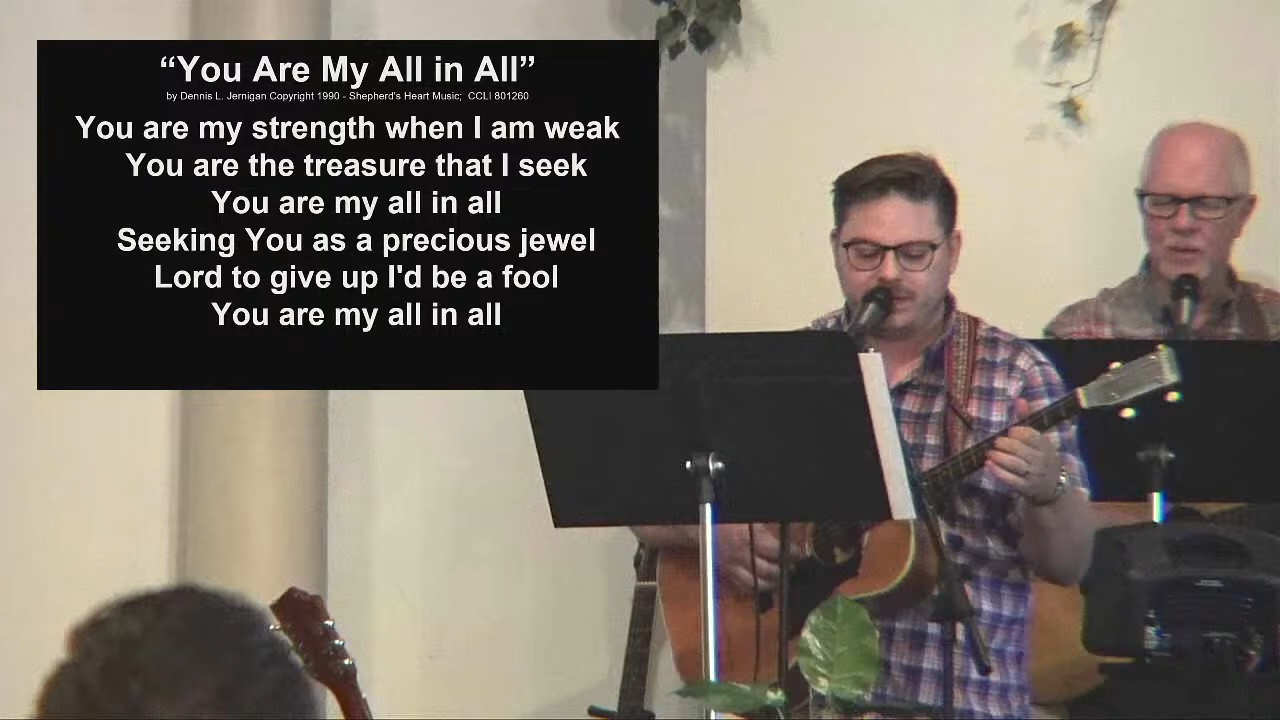 “You Are My All in All”
by Dennis L. Jernigan Copyright 1990 - Shepherd's Heart Music; CCLI 801260
You are my strength when I am weak
You are the treasure that I seek
You are my all in all
Seeking You as a precious jewel
Lord to give up I'd be a fool
You are my all in all